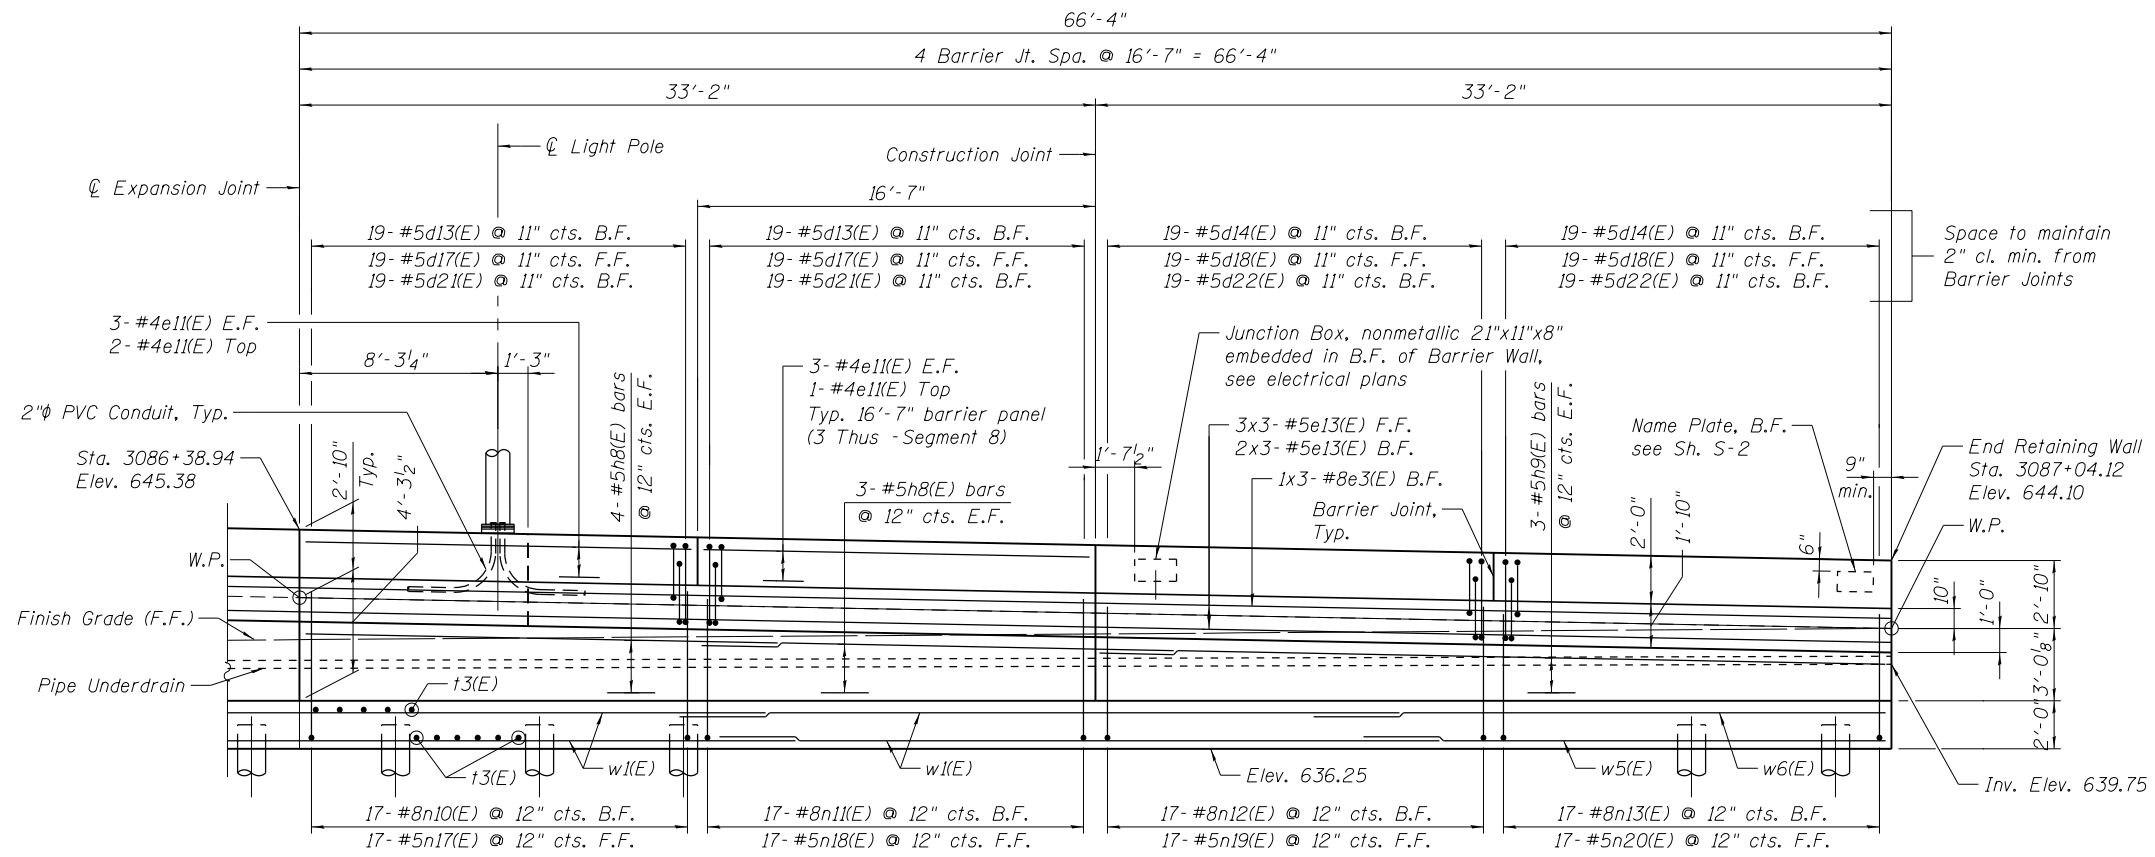 66'-4"
4 Barrier Jt. Spa. @ 16'-7" = 66'-4"
33'-2"
33'-2"
℄ Light Pole
Construction Joint
℄ Expansion Joint
16'-7"
19- #5d13(E) @ 11" cts. B.F.
19- #5d17(E) @ 11" cts. F.F.
19- #5d21(E) @ 11" cts. B.F.
19- #5d13(E) @ 11" cts. B.F.
19- #5d17(E) @ 11" cts. F.F.
19- #5d21(E) @ 11" cts. B.F.
19- #5d14(E) @ 11" cts. B.F.
19- #5d18(E) @ 11" cts. F.F.
19- #5d22(E) @ 11" cts. B.F.
19- #5d14(E) @ 11" cts. B.F.
19- #5d18(E) @ 11" cts. F.F.
19- #5d22(E) @ 11" cts. B.F.
Space to maintain
2" cl. min. from
Barrier Joints
3- #4e11(E) E.F.
2- #4e11(E) Top
8'-3¼"
1'-3"
4- #5h8(E) bars
@ 12" cts. E.F.
3- #4e11(E) E.F.
1- #4e11(E) Top
Typ. 16'-7" barrier panel
(3 Thus -Segment 8)
Junction Box, nonmetallic 21"x11"x8"
embedded in B.F. of Barrier Wall,
see electrical plans
3- #5h9(E) bars
@ 12" cts. E.F.
2"ϕ PVC Conduit, Typ.
3x3- #5e13(E) F.F.
2x3- #5e13(E) B.F.
Name Plate, B.F.
see Sh. S-2
End Retaining Wall
Sta. 3087+04.12
Elev. 644.10
Sta. 3086+38.94
Elev. 645.38
2'-10"
Typ.
4'-3½"
1'-7½"
9"
min.
3- #5h8(E) bars
@ 12" cts. E.F.
1x3- #8e3(E) B.F.
Barrier Joint,
Typ.
2'-0"
1'-10"
6"
W.P.
W.P.
10"
1'-0"
2'-10"
Finish Grade (F.F.)
Pipe Underdrain
3'-0⅛"
2'-0"
t3(E)
t3(E)
w1(E)
w1(E)
Elev. 636.25
w5(E)
w6(E)
Inv. Elev. 639.75
17- #8n10(E) @ 12" cts. B.F.
17- #5n17(E) @ 12" cts. F.F.
17- #8n11(E) @ 12" cts. B.F.
17- #5n18(E) @ 12" cts. F.F.
17- #8n12(E) @ 12" cts. B.F.
17- #5n19(E) @ 12" cts. F.F.
17- #8n13(E) @ 12" cts. B.F.
17- #5n20(E) @ 12" cts. F.F.